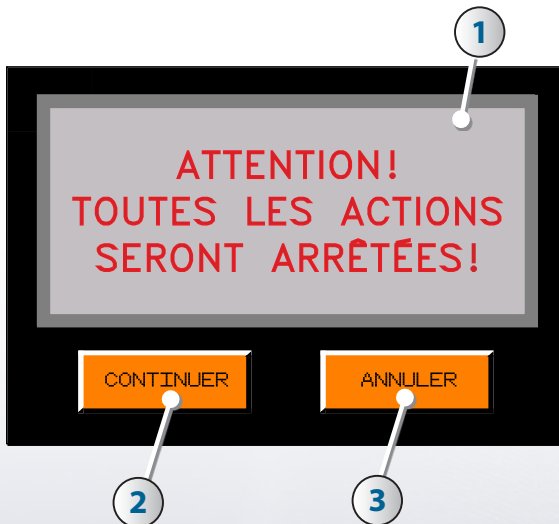 1
ATTENTION!
TOUTES LES ACTIONS
SERONT ARRÊTÉES!
CONTINUER
ANNULER
2
3